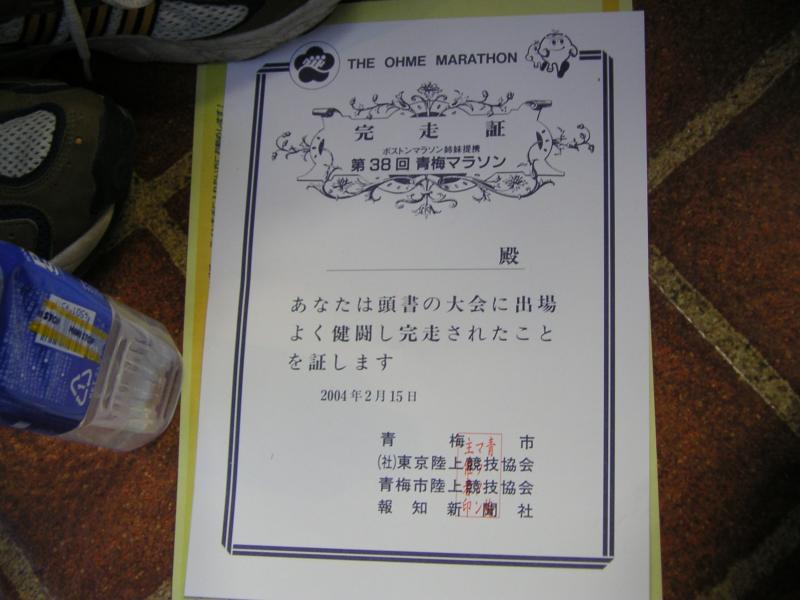 THE OHME MARATHON
完走証
ボストンマラソン姉妹提携
第38回 青梅マラソン
殿
あなたは頭書の大会に出場
よく健闘し完走されたこと
を証します
2004年2月15日
青梅市
(社)東京陸上競技協会
青梅市陸上競技協会
報知新聞社